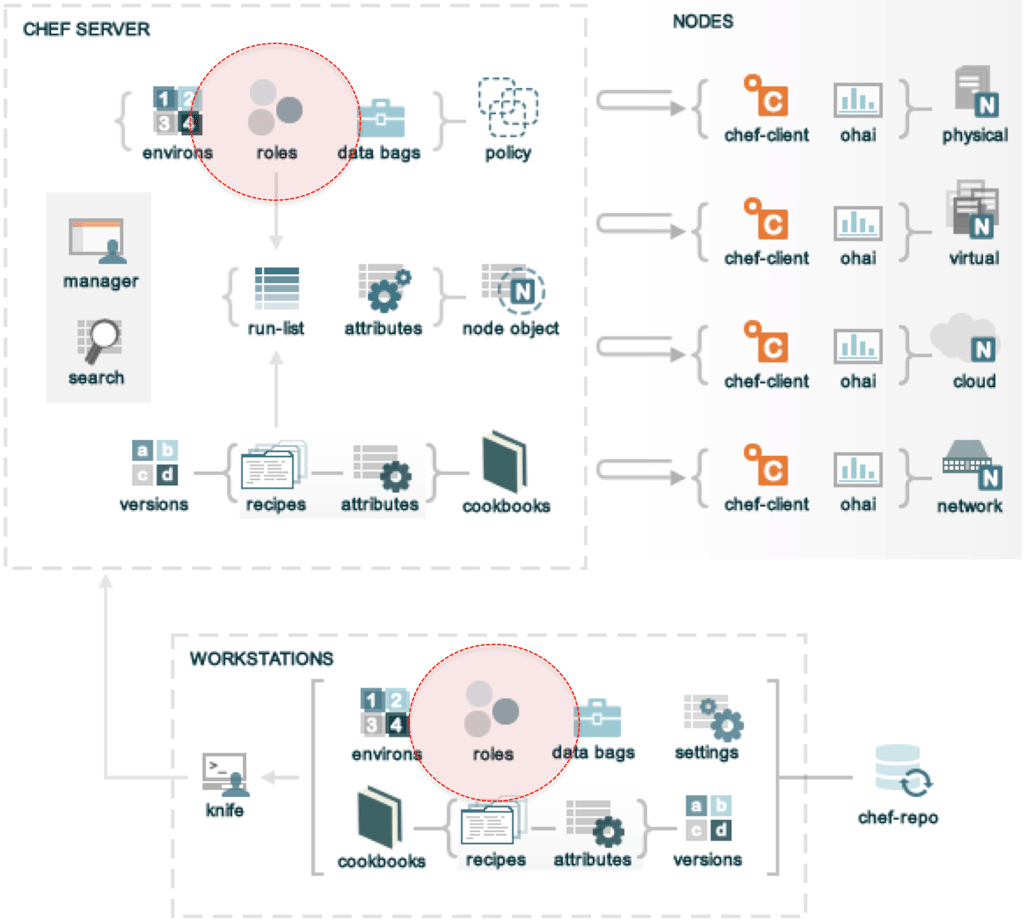 CHEF SERVER
NODES
1 2
3 4
environs
roles
data bags
policy
manager
search
run-list
attributes
N
node object
a b
c d
versions
recipes
attributes
cookbooks
C
chef-client
ohai
N
physical
C
chef-client
ohai
N
virtual
C
chef-client
ohai
N
cloud
C
chef-client
ohai
N
network
WORKSTATIONS
1 2
3 4
environs
roles
data bags
settings
>_
knife
cookbooks
recipes
attributes
a b
c d
versions
chef-repo